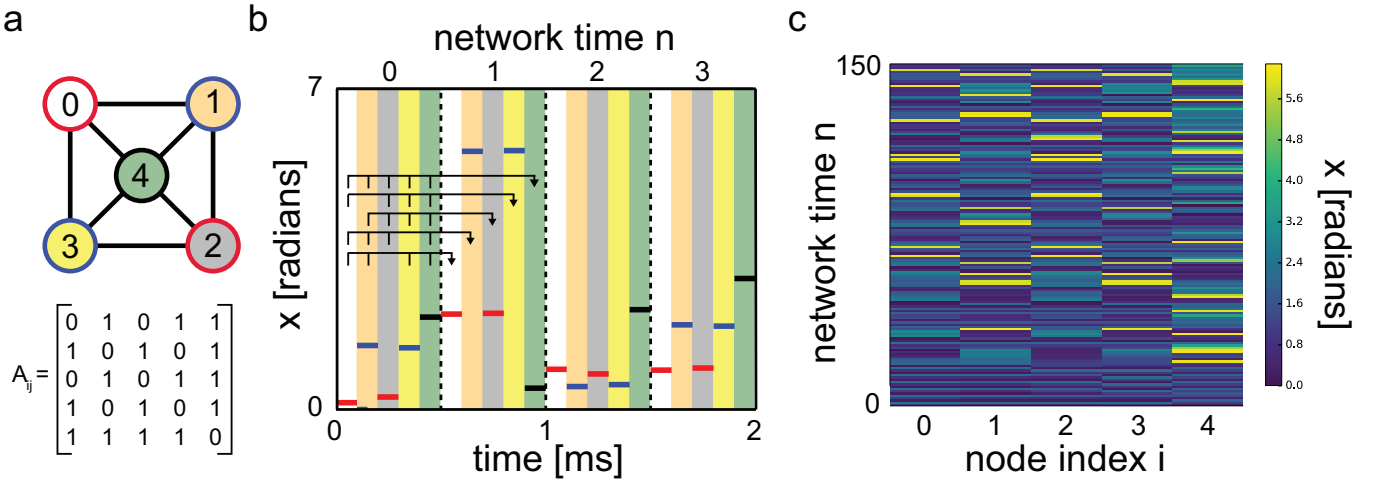 a
0 1
4
3 2
A_ij =
0 1 0 1 1
1 0 1 0 1
0 1 0 1 1
1 0 1 0 1
1 1 1 1 0
b
network time n
0 1 2 3
7
x [radians]
0
0 1 2
time [ms]
c
150
network time n
0
0 1 2 3 4
node index i
5.6
4.8
4.0
3.2
2.4
1.6
0.8
0.0
x [radians]